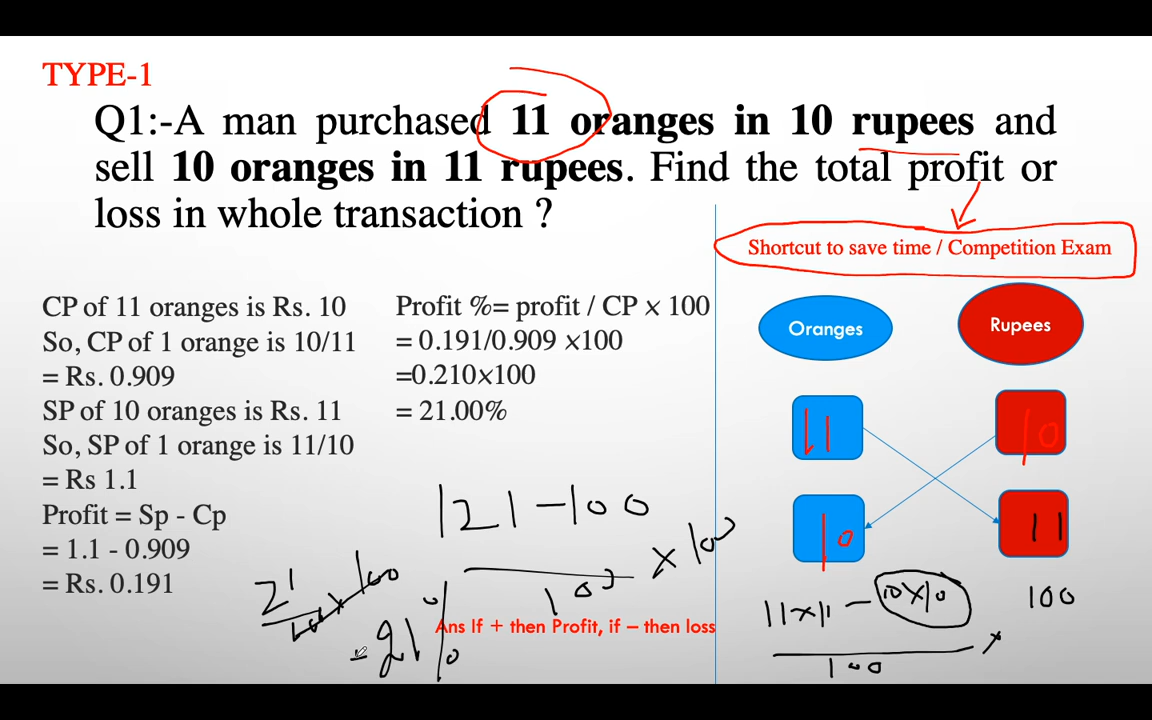 TYPE-1
Q1:-A man purchased 11 oranges in 10 rupees and
sell 10 oranges in 11 rupees. Find the total profit or
loss in whole transaction ?
CP of 11 oranges is Rs. 10
So, CP of 1 orange is 10/11
= Rs. 0.909
SP of 10 oranges is Rs. 11
So, SP of 1 orange is 11/10
= Rs 1.1
Profit = Sp - Cp
= 1.1 - 0.909
= Rs. 0.191
Profit %= profit / CP × 100
= 0.191/0.909 ×100
=0.210×100
= 21.00%
121-100
100
× 100
21
100 × 100
= 21%
Ans If + then Profit, if – then loss
Shortcut to save time / Competition Exam
Oranges
Rupees
11
10
10
11
11×11 - 10×10
100
×
100